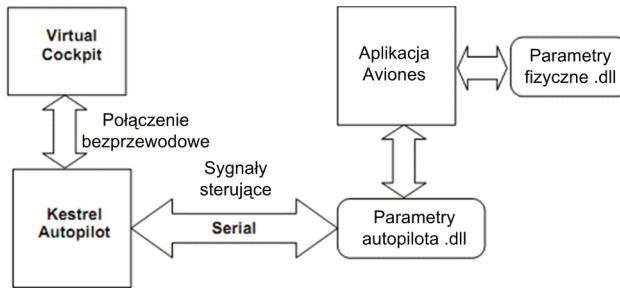 Virtual
Cockpit
Aplikacja
Aviones
Parametry
fizyczne .dll
Połączenie
bezprzewodowe
Sygnały
sterujące
Kestrel
Autopilot
Serial
Parametry
autopilota .dll